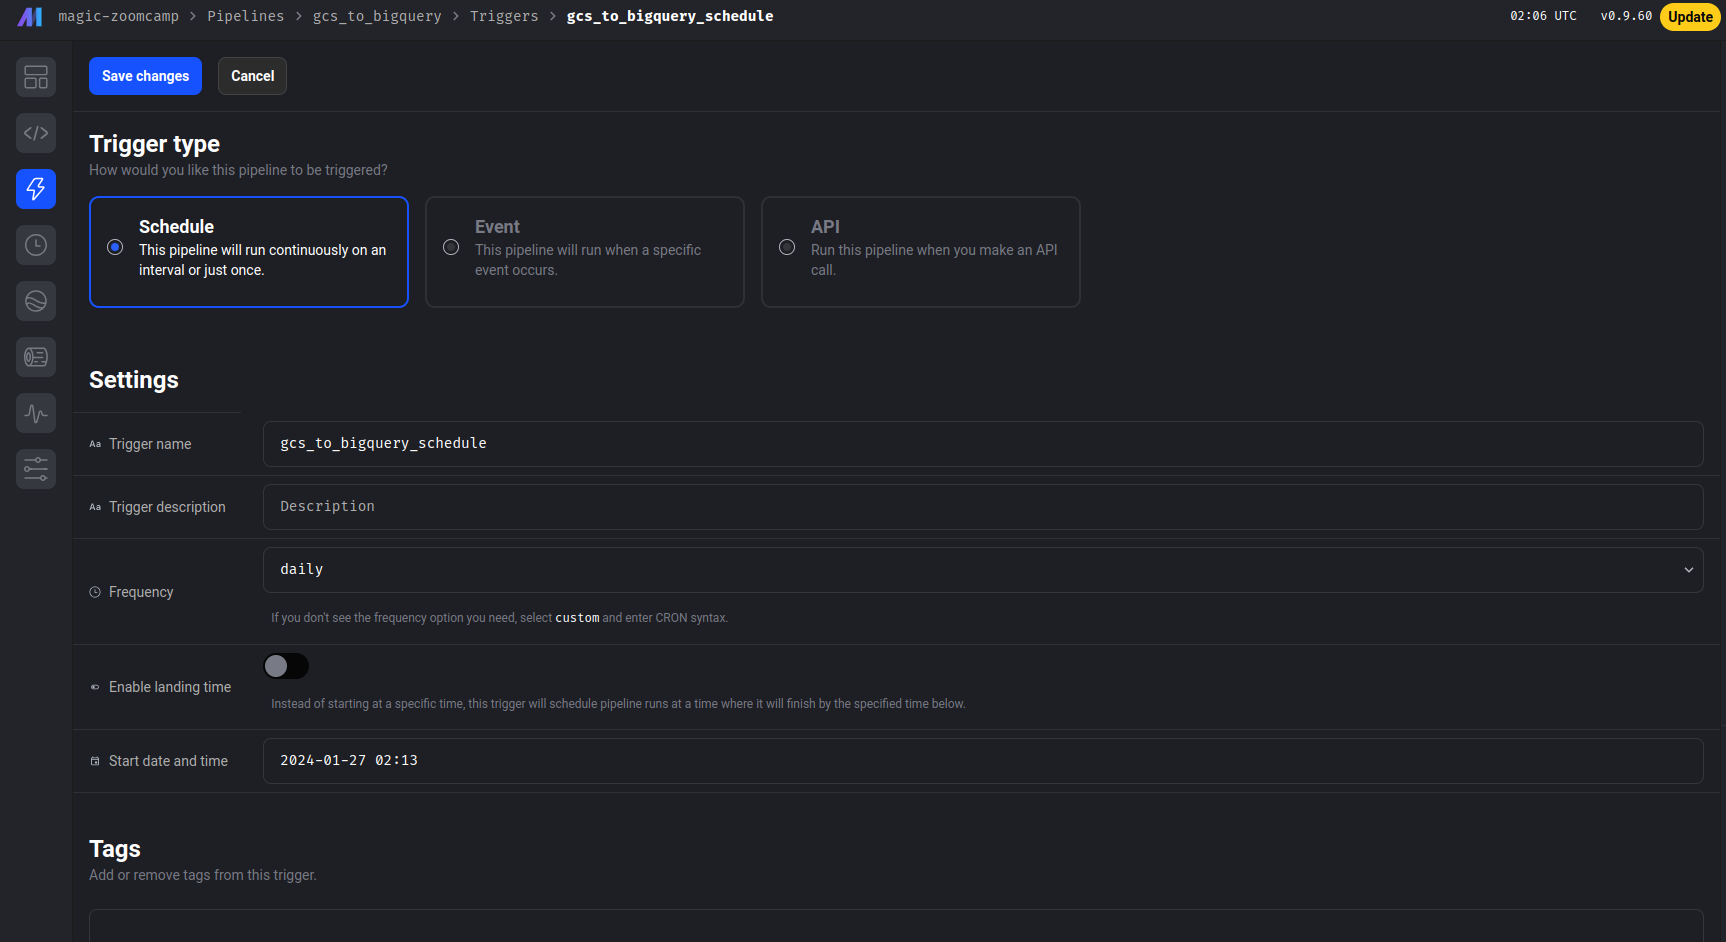 magic-zoomcamp > Pipelines > gcs_to_bigquery > Triggers > gcs_to_bigquery_schedule
02:06 UTC v0.9.60 Update
Save changes Cancel
Trigger type
How would you like this pipeline to be triggered?
Schedule
This pipeline will run continuously on an
interval or just once.
Event
This pipeline will run when a specific
event occurs.
API
Run this pipeline when you make an API
call.
Settings
Aa Trigger name gcs_to_bigquery_schedule
Aa Trigger description Description
Frequency daily
If you don't see the frequency option you need, select custom and enter CRON syntax.
Enable landing time
Instead of starting at a specific time, this trigger will schedule pipeline runs at a time where it will finish by the specified time below.
Start date and time 2024-01-27 02:13
Tags
Add or remove tags from this trigger.